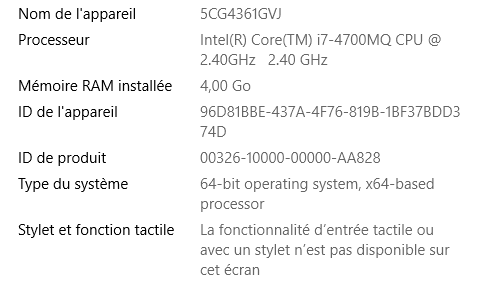 Nom de l'appareil 5CG4361GVJ
Processeur Intel(R) Core(TM) i7-4700MQ CPU @
2.40GHz 2.40 GHz
Mémoire RAM installée 4,00 Go
ID de l'appareil 96D81BBE-437A-4F76-819B-1BF37BDD3
74D
ID de produit 00326-10000-00000-AA828
Type du système 64-bit operating system, x64-based
processor
Stylet et fonction tactile La fonctionnalité d’entrée tactile ou
avec un stylet n’est pas disponible sur
cet écran